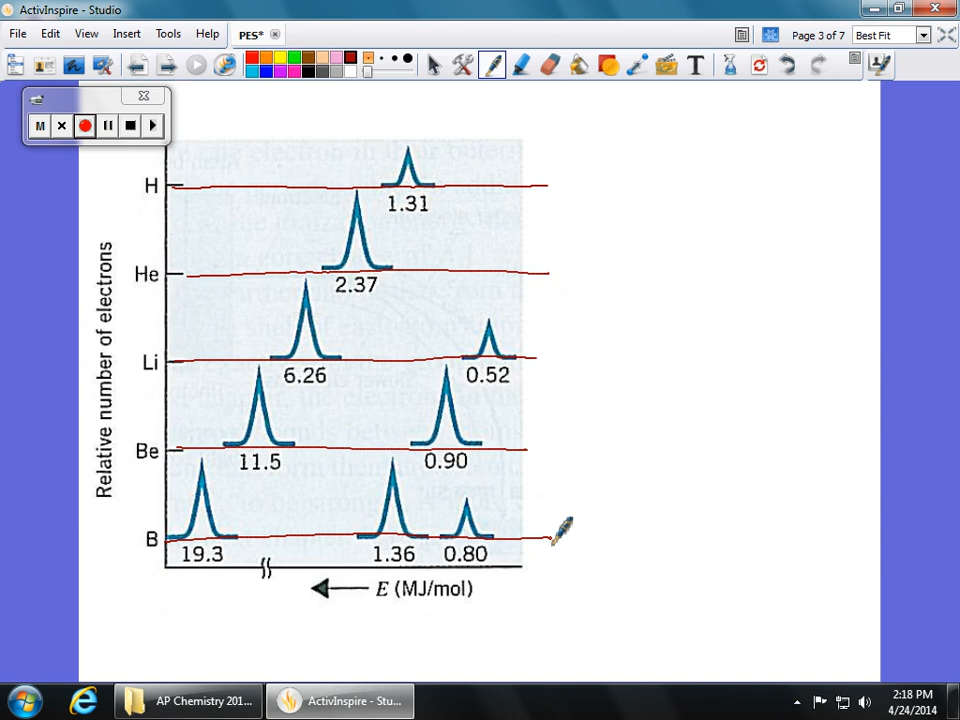 ActivInspire - Studio
File Edit View Insert Tools Help PES* Page 3 of 7 Best Fit
M
H
1.31
He
2.37
Li
6.26 0.52
Be
11.5 0.90
B
19.3 1.36 0.80
Relative number of electrons
E (MJ/mol)
AP Chemistry 201... ActivInspire - Stu...
2:18 PM
4/24/2014